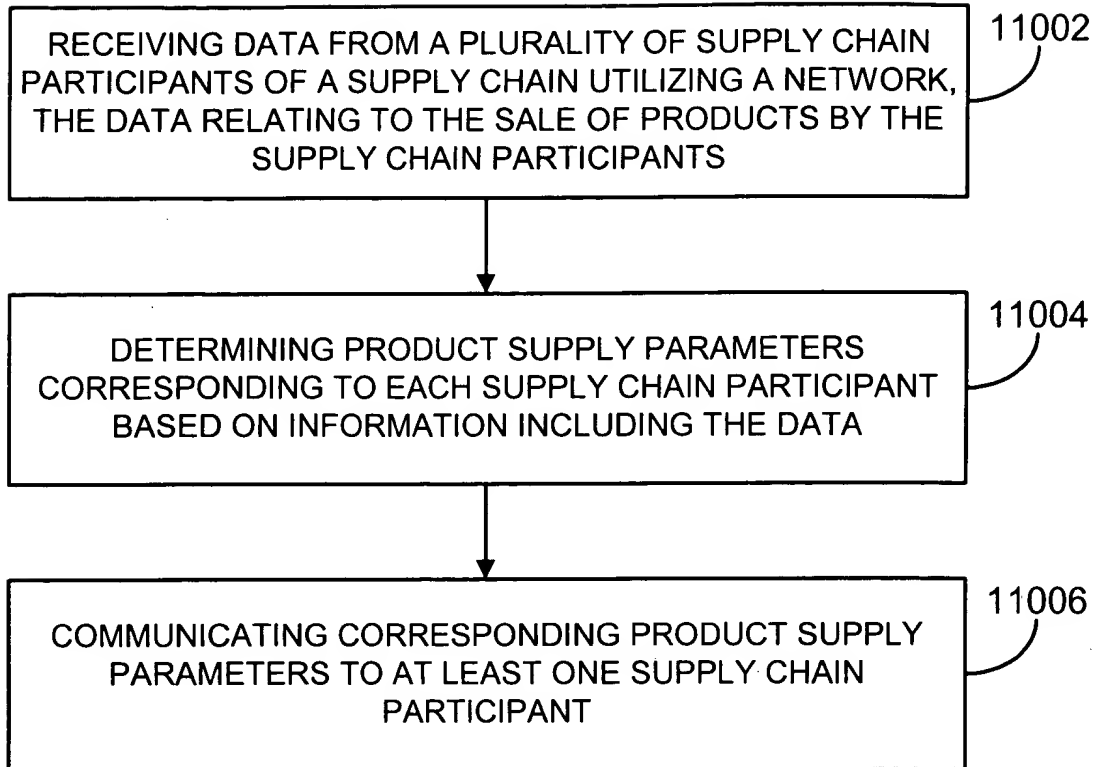 RECEIVING DATA FROM A PLURALITY OF SUPPLY CHAIN
PARTICIPANTS OF A SUPPLY CHAIN UTILIZING A NETWORK,
THE DATA RELATING TO THE SALE OF PRODUCTS BY THE
SUPPLY CHAIN PARTICIPANTS
11002
DETERMINING PRODUCT SUPPLY PARAMETERS
CORRESPONDING TO EACH SUPPLY CHAIN PARTICIPANT
BASED ON INFORMATION INCLUDING THE DATA
11004
COMMUNICATING CORRESPONDING PRODUCT SUPPLY
PARAMETERS TO AT LEAST ONE SUPPLY CHAIN
PARTICIPANT
11006